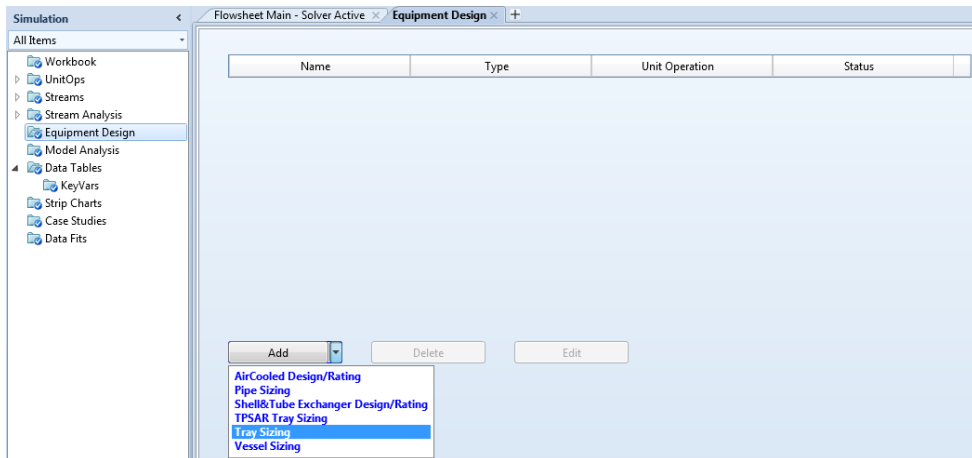 Simulation
All Items
Workbook
UnitOps
Streams
Stream Analysis
Equipment Design
Model Analysis
Data Tables
KeyVars
Strip Charts
Case Studies
Data Fits
Flowsheet Main - Solver Active Equipment Design
Name Type Unit Operation Status
Add Delete Edit
AirCooled Design/Rating
Pipe Sizing
Shell&Tube Exchanger Design/Rating
TPSAR Tray Sizing
Tray Sizing
Vessel Sizing